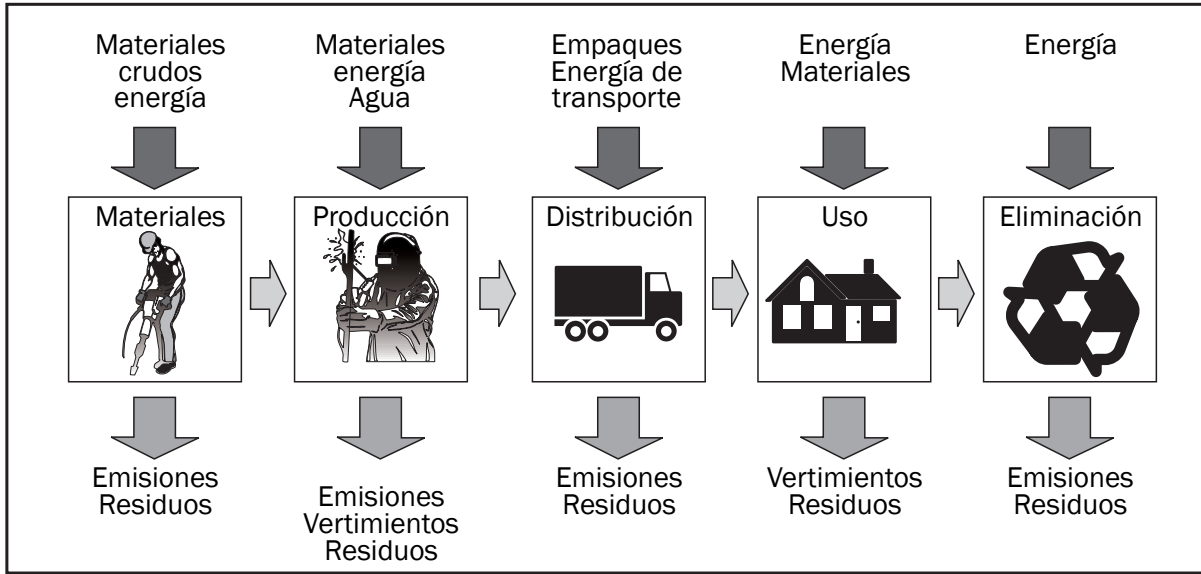 Materiales
crudos
energía
Materiales
energía
Agua
Empaques
Energía de
transporte
Energía
Materiales
Energía
Materiales
Producción
Distribución
Uso
Eliminación
Emisiones
Residuos
Emisiones
Vertimientos
Residuos
Emisiones
Residuos
Vertimientos
Residuos
Emisiones
Residuos